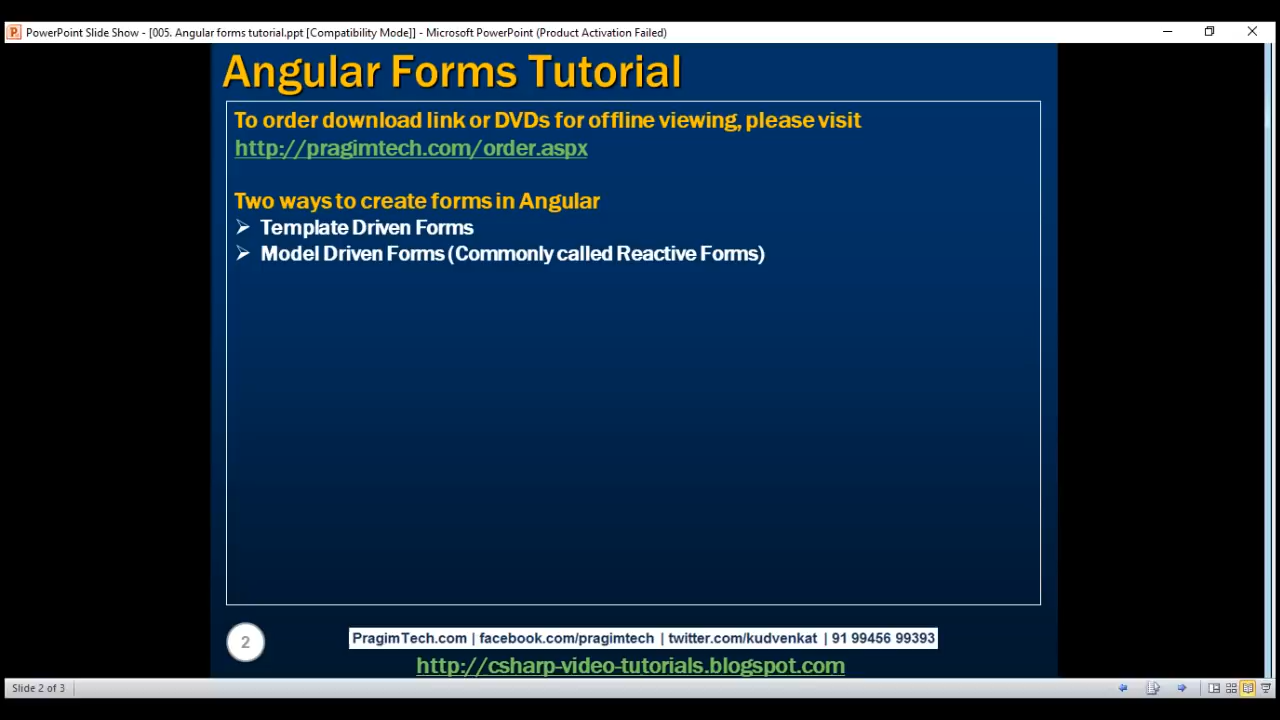 PowerPoint Slide Show - [005. Angular forms tutorial.ppt [Compatibility Mode]] - Microsoft PowerPoint (Product Activation Failed)
Angular Forms Tutorial
To order download link or DVDs for offline viewing, please visit
http://pragimtech.com/order.aspx
Two ways to create forms in Angular
Template Driven Forms
Model Driven Forms (Commonly called Reactive Forms)
2
PragimTech.com | facebook.com/pragimtech | twitter.com/kudvenkat | 91 99456 99393
http://csharp-video-tutorials.blogspot.com
Slide 2 of 3